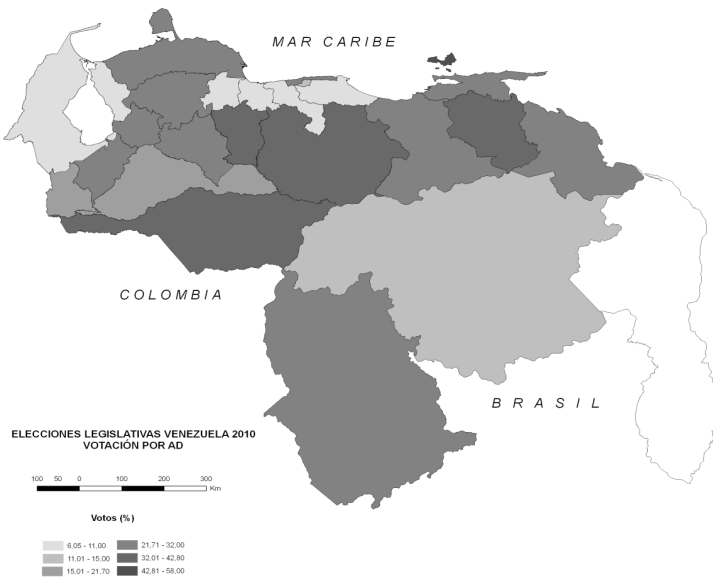 MAR CARIBE
COLOMBIA
BRASIL
ELECCIONES LEGISLATIVAS VENEZUELA 2010
VOTACIÓN POR AD
100 50 0 100 200 300
Km
Votos (%)
6,05 - 11,00 21,71 - 32,00
11,01 - 15,00 32,01 - 42,80
15,01 - 21,70 42,81 - 58,00